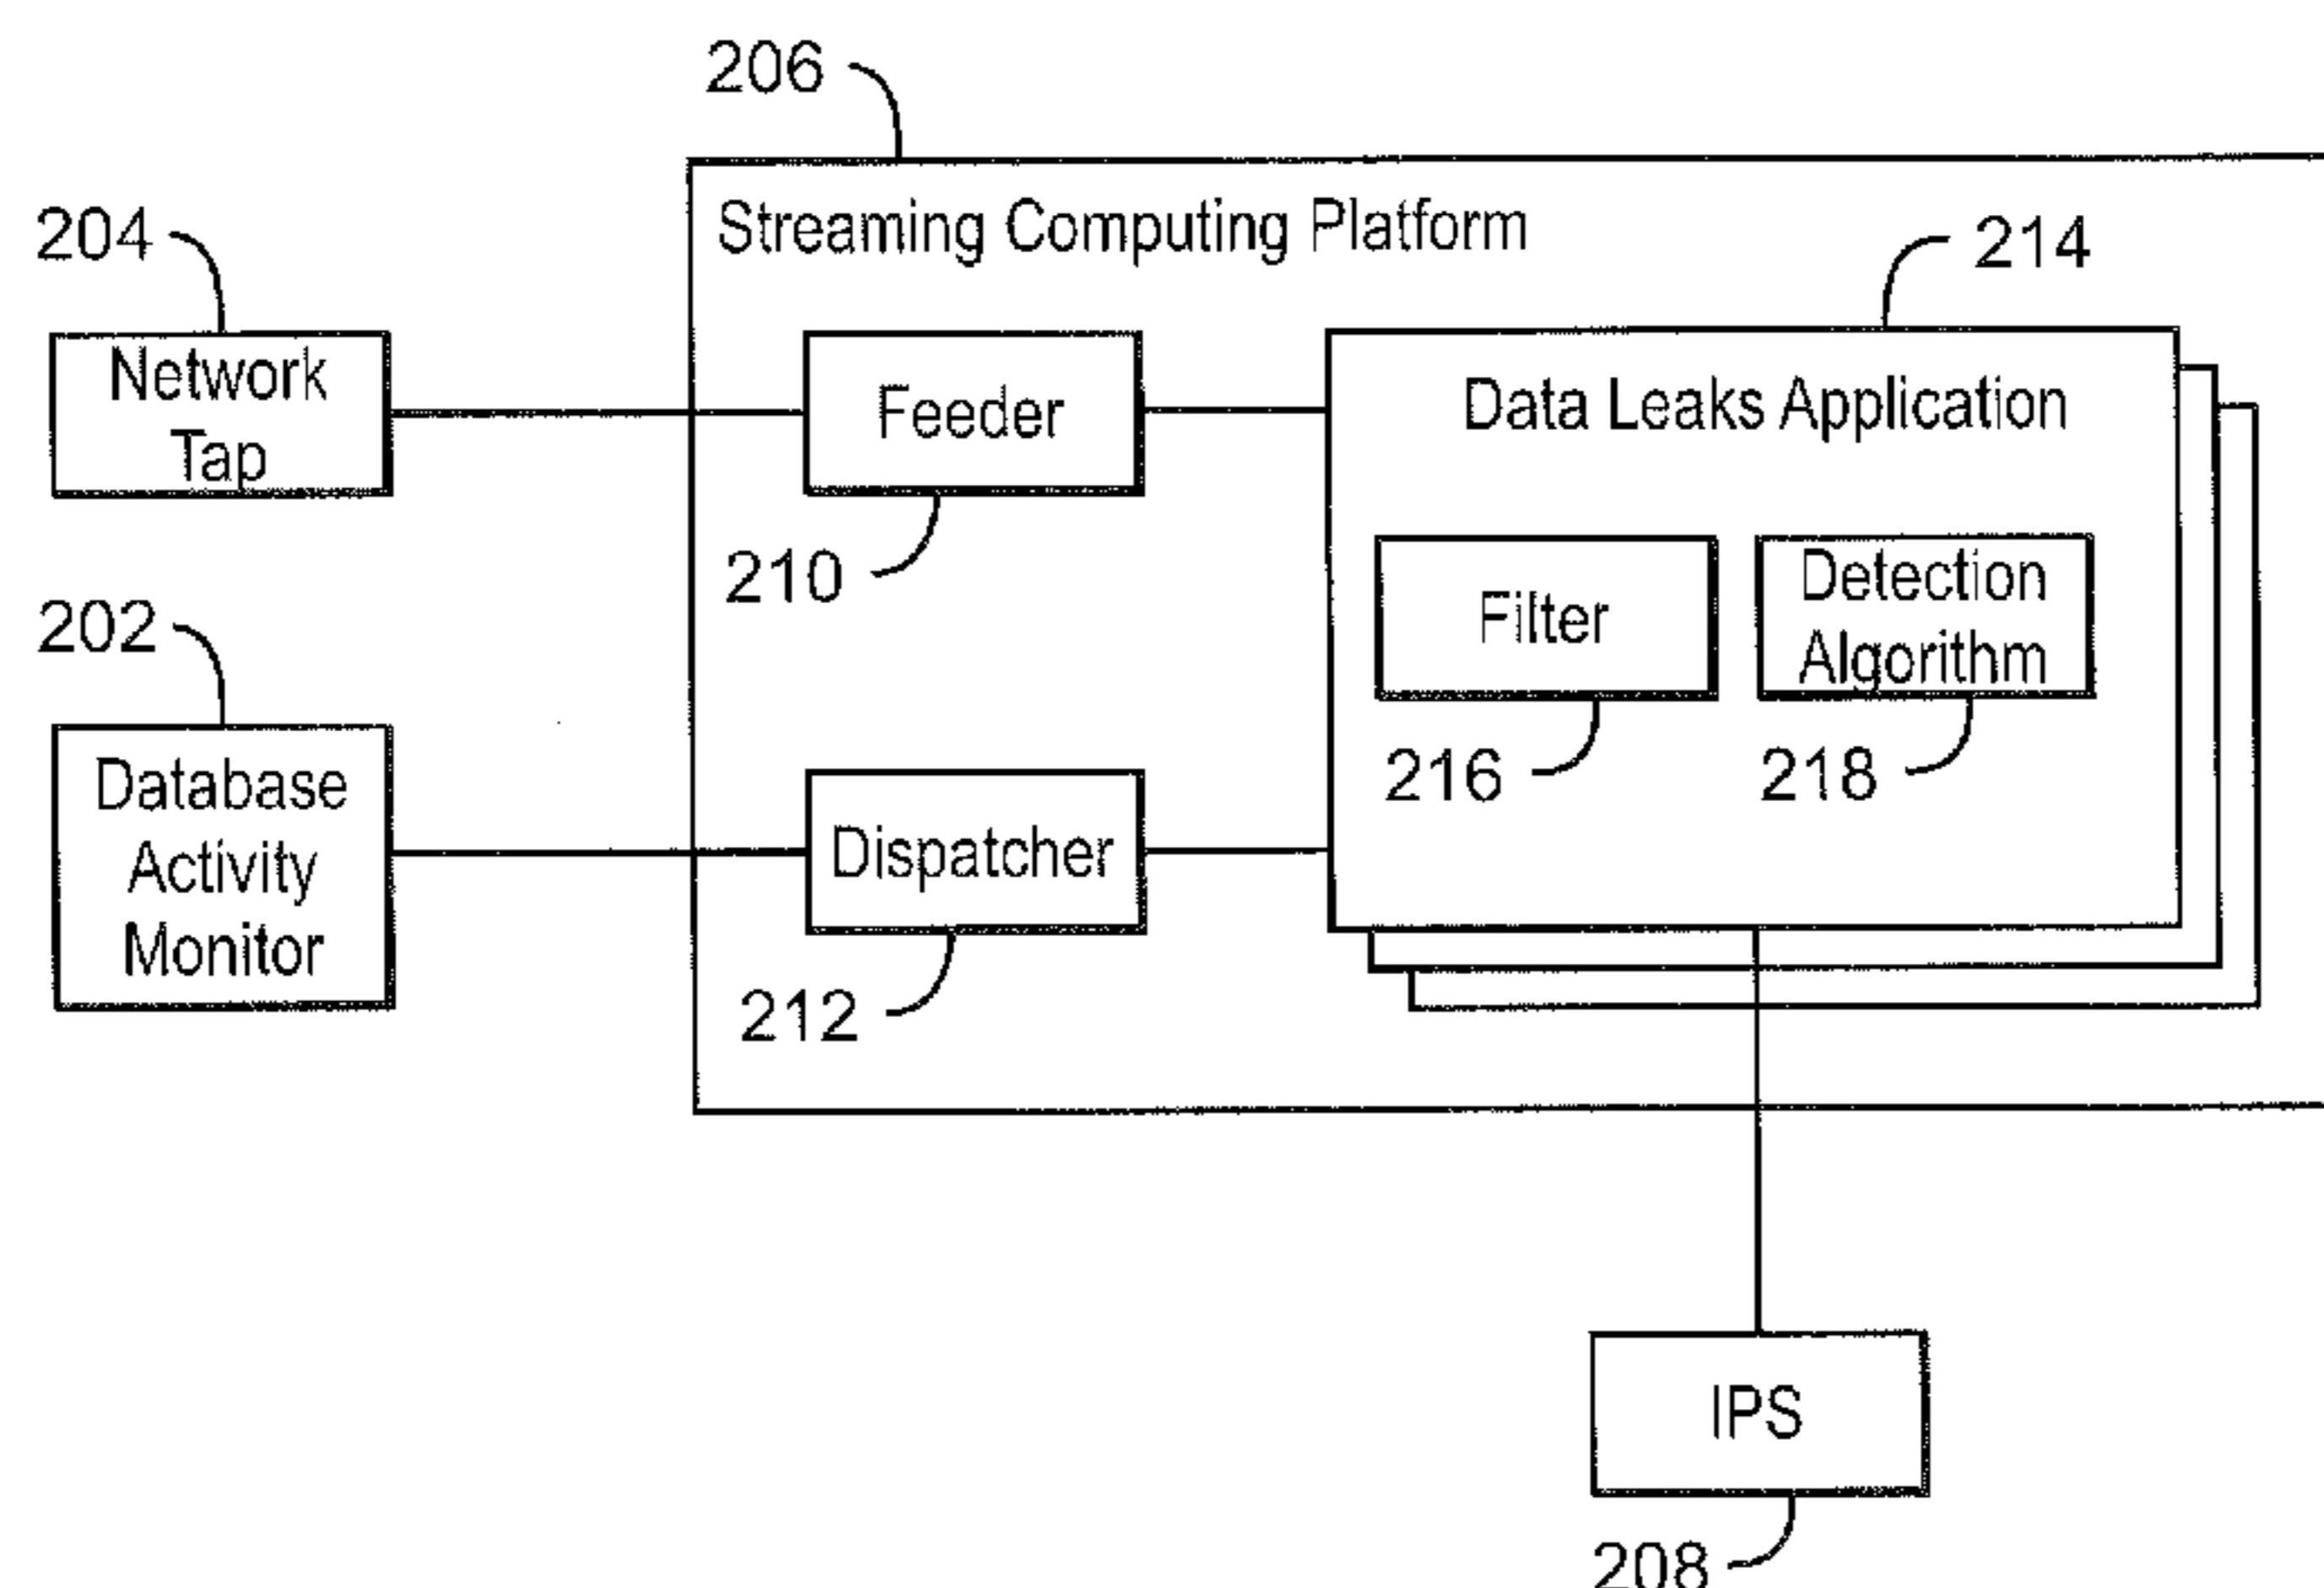 206
Streaming Computing Platform
204
214
Network
Tap
Feeder
Data Leaks Application
210
Filter
Detection
Algorithm
202
216
218
Database
Activity
Monitor
Dispatcher
212
IPS
208